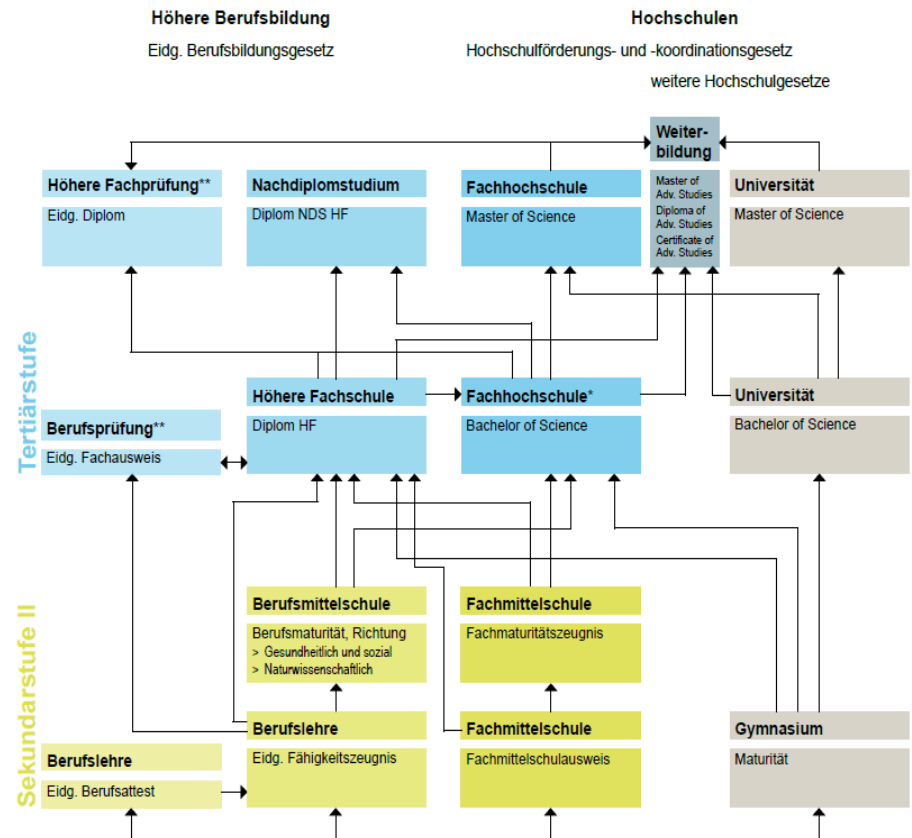 Höhere Berufsbildung
Hochschulen
Eidg. Berufsbildungsgesetz
Hochschulförderungs- und -koordinationsgesetz
weitere Hochschulgesetze
Weiter-
bildung
Höhere Fachprüfung**
Eidg. Diplom
Nachdiplomstudium
Diplom NDS HF
Fachhochschule
Master of Science
Master of
Adv. Studies
Diploma of
Adv. Studies
Certificate of
Adv. Studies
Universität
Master of Science
Tertiärstufe
Berufsprüfung**
Eidg. Fachausweis
Höhere Fachschule
Diplom HF
Fachhochschule*
Bachelor of Science
Universität
Bachelor of Science
Sekundarstufe II
Berufsmittelschule
Berufsmaturität, Richtung
> Gesundheitlich und sozial
> Naturwissenschaftlich
Fachmittelschule
Fachmaturitätszeugnis
Berufslehre
Eidg. Berufsattest
Berufslehre
Eidg. Fähigkeitszeugnis
Fachmittelschule
Fachmittelschulausweis
Gymnasium
Maturität